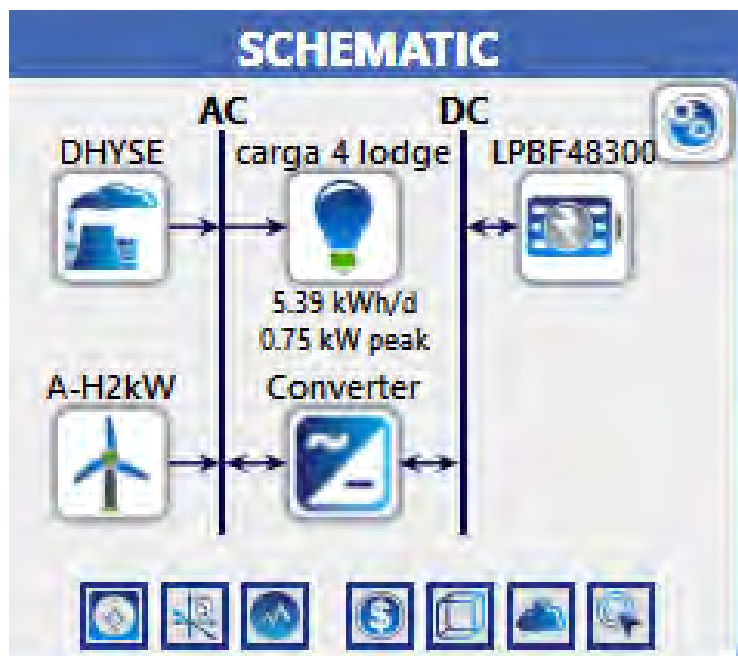 SCHEMATIC
AC DC
DHYSE carga 4 lodge LPBF48300
5.39 kWh/d
0.75 kW peak
A-H2kW Converter